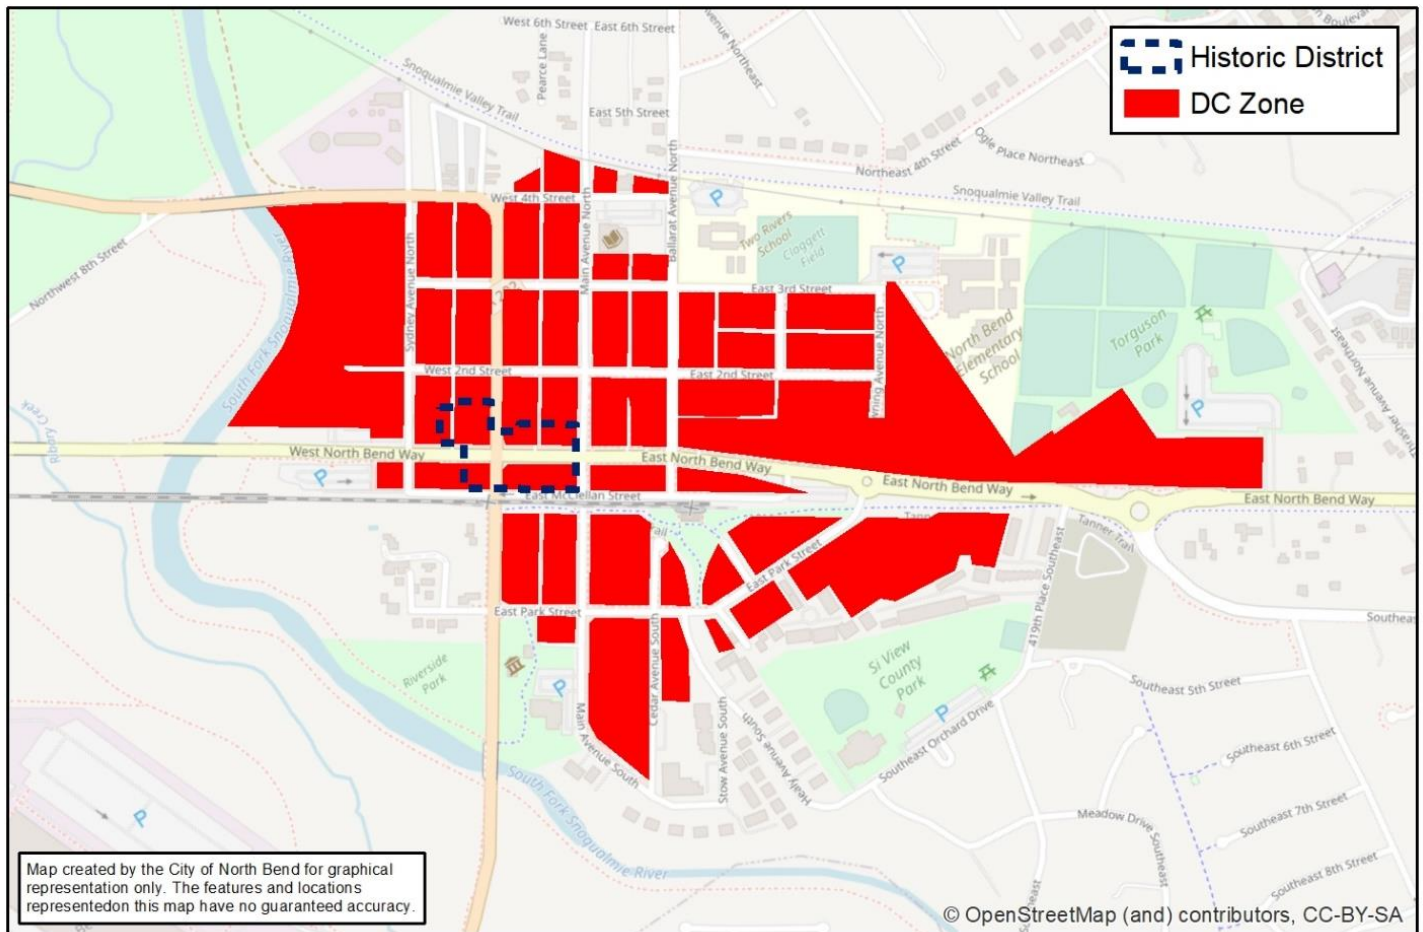 West 6th Street
East 6th Street
Historic District
DC Zone
Pearce Lane
Snoqualmie Valley Trail
East 5th Street
Ogle Place Northeast
Northeast 4th Street
Snoqualmie Valley Trail
West 4th Street
Main Avenue North
Ballarat Avenue North
P
Two Rivers
School
Claggett
Field
P
Northwest 8th Street
Sydney Avenue North
East 3rd Street
South Fork Snoqualmie River
North Bend
Elementary
School
Torguson
Park
P
Thrasher Avenue Northeast
West 2nd Street
East 2nd Street
Ribary Creek
West North Bend Way
P
East North Bend Way
East North Bend Way
East North Bend Way
East McClellan Street
Tanner Trail
419th Place Southeast
East Park Street
East Park Street
Southeas
Riverside
Park
P
Cedar Avenue South
Si View
County
Park
P
Southeast 5th Street
Main Avenue South
Stow Avenue South
Healy Avenue South
Southeast Orchard Drive
Southeast 6th Street
South Fork Snoqualmie River
P
Southeast 7th Street
Meadow Drive Southeast
Southeast 8th Street
Map created by the City of North Bend for graphical
representation only. The features and locations
representedon this map have no guaranteed accuracy.
© OpenStreetMap (and) contributors, CC-BY-SA